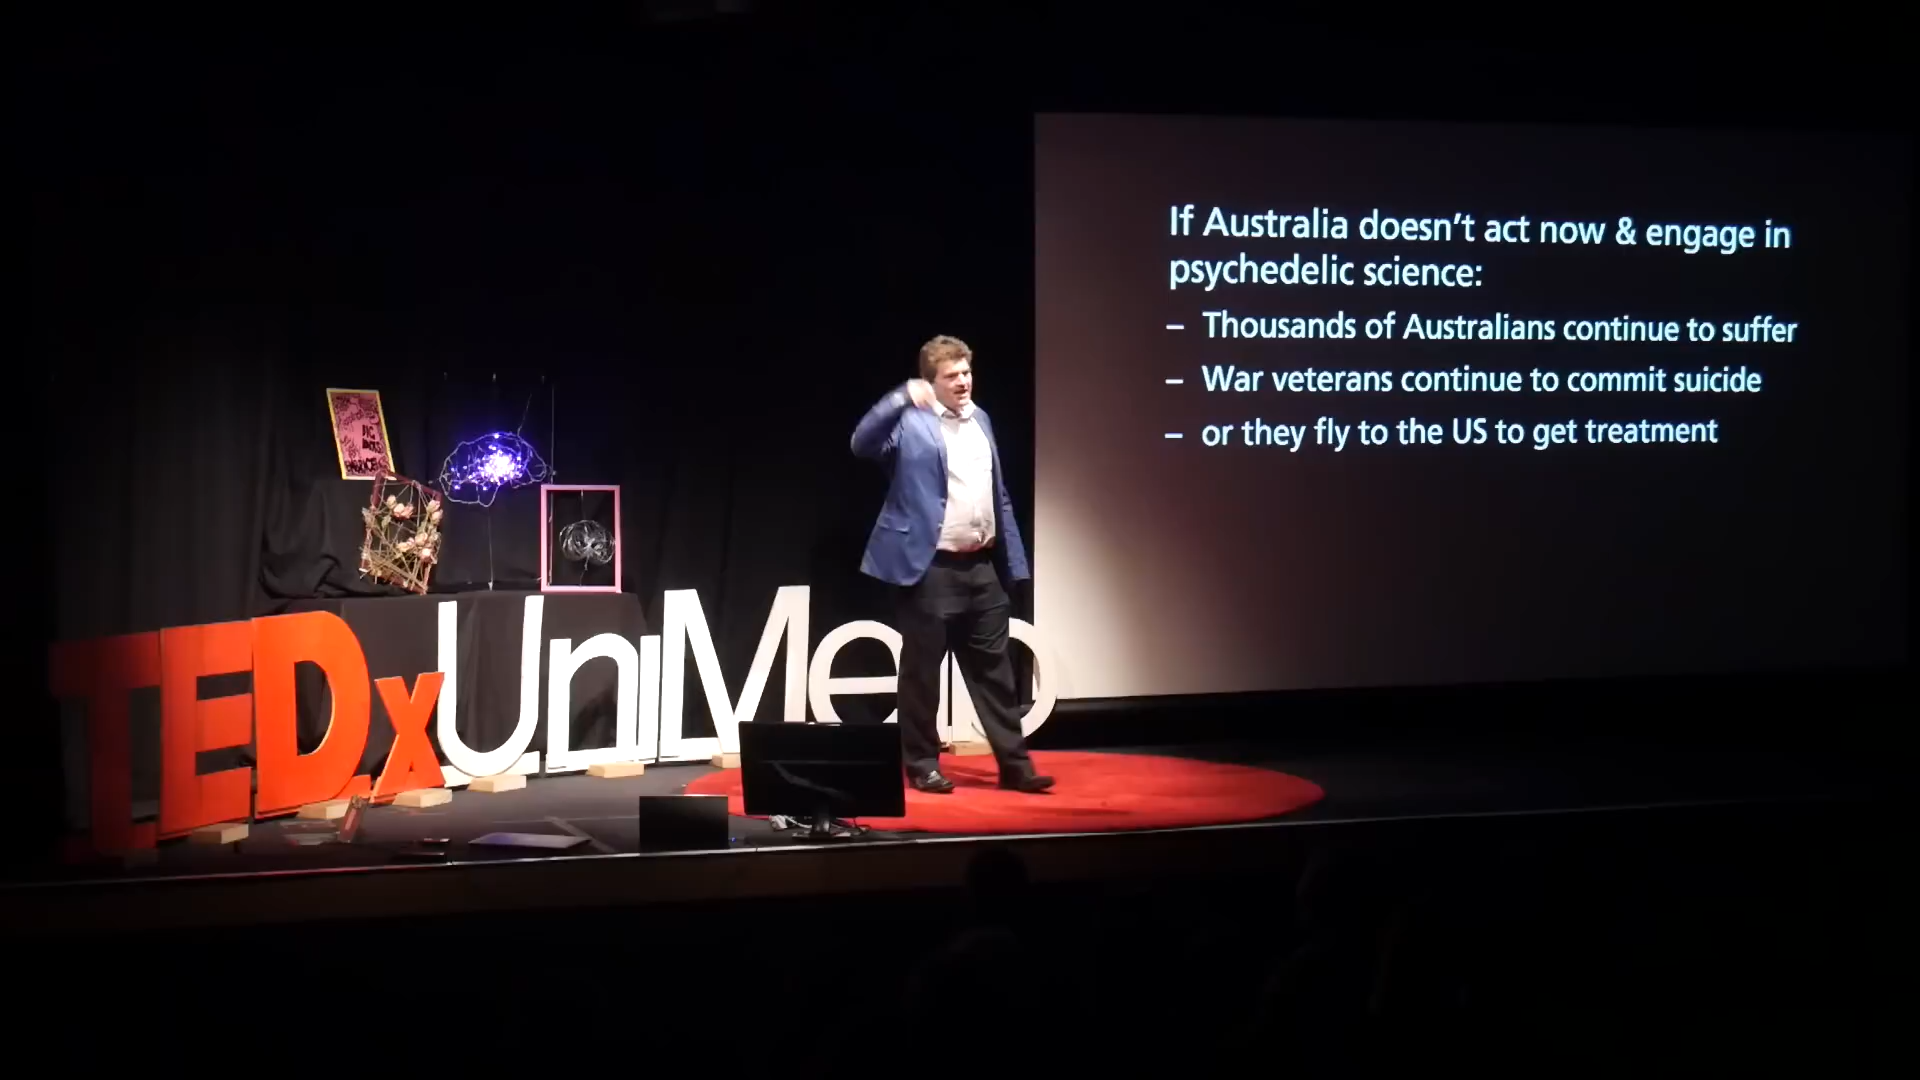 If Australia doesn't act now & engage in
psychedelic science:
– Thousands of Australians continue to suffer
– War veterans continue to commit suicide
– or they fly to the US to get treatment
TEDxUniMelb